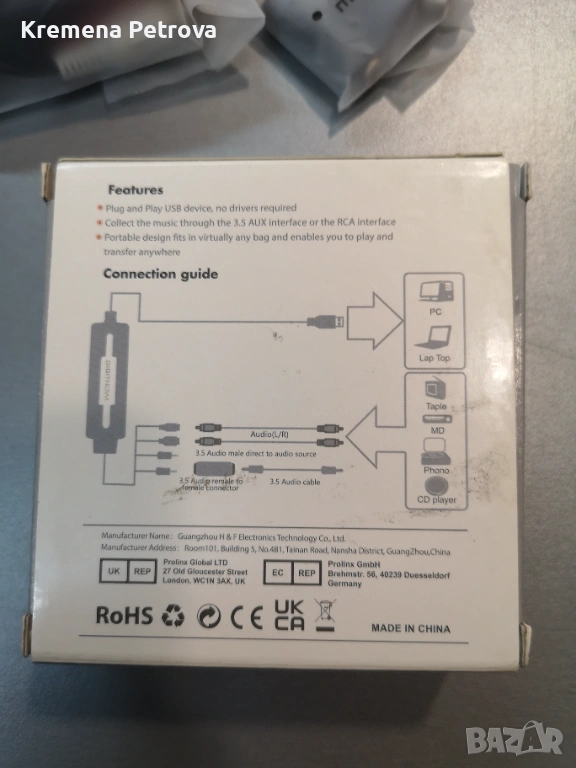 Kremena Petrova
Features
Plug and Play USB device, no drivers required
Collect the music through the 3.5 AUX interface or the RCA interface
Portable design fits in virtually any bag and enables you to play and
transfer anywhere
Connection guide
PC
Lap Top
DIGITNOW!
Taple
MD
Phono
CD player
Audio(L/R)
3.5 Audio male direct to audio source
3.5 Audio remale to
female connector
3.5 Audio cable
Manufacturer Name : Guangzhou H & F Electronics Technology Co., Ltd.
Manufacturer Address : Room101, Building 5, No.481, Tainan Road, Nansha District, GuangZhou,China
UK REP
Prolinx Global LTD
27 Old Gloucester Street
London, WC1N 3AX, UK
EC REP
Prolinx GmbH
Brehmstr. 56, 40239 Duesseldorf
Germany
RoHS CE UK CA
MADE IN CHINA
BAZAR